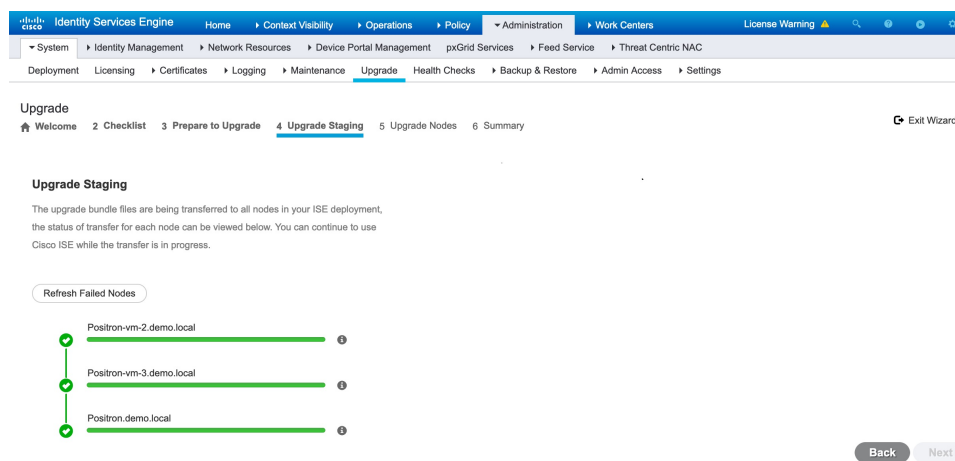 cisco Identity Services Engine Home Context Visibility Operations Policy Administration Work Centers License Warning
System Identity Management Network Resources Device Portal Management pxGrid Services Feed Service Threat Centric NAC
Deployment Licensing Certificates Logging Maintenance Upgrade Health Checks Backup & Restore Admin Access Settings
Upgrade
Welcome 2 Checklist 3 Prepare to Upgrade 4 Upgrade Staging 5 Upgrade Nodes 6 Summary Exit Wizard
Upgrade Staging
The upgrade bundle files are being transferred to all nodes in your ISE deployment,
the status of transfer for each node can be viewed below. You can continue to use
Cisco ISE while the transfer is in progress.
Refresh Failed Nodes
Positron-vm-2.demo.local
Positron-vm-3.demo.local
Positron.demo.local
Back Next